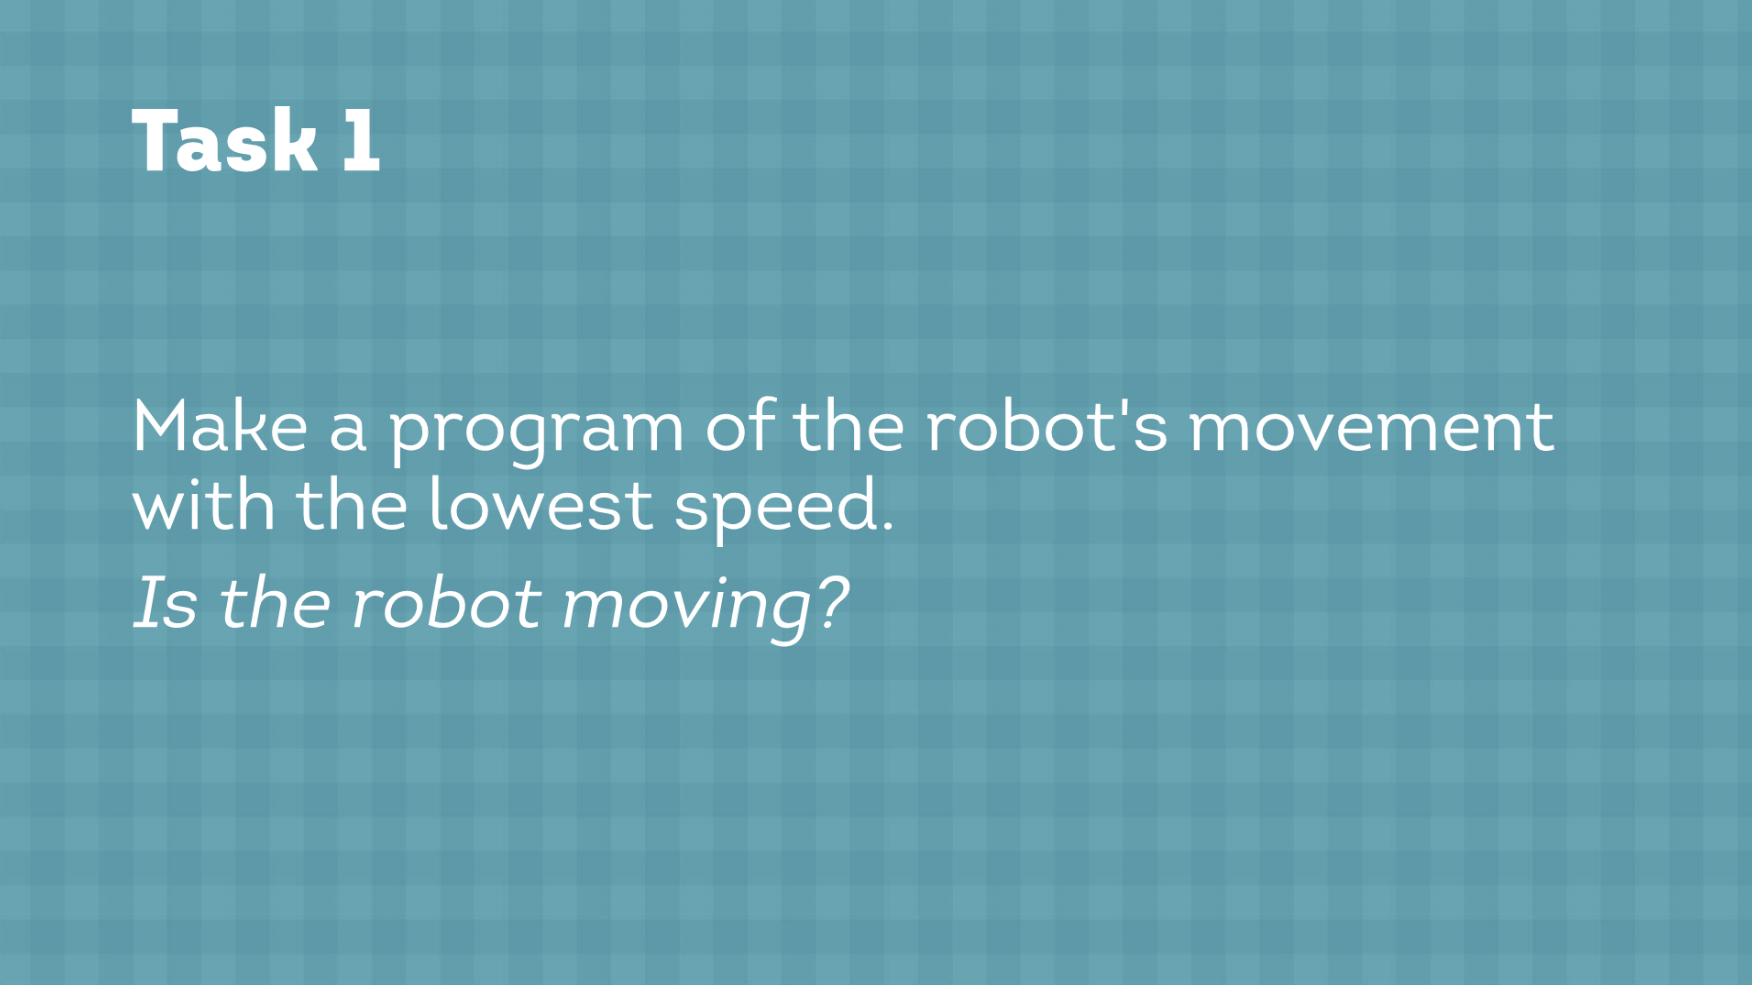 Task 1
Make a program of the robot's movement
with the lowest speed.
Is the robot moving?